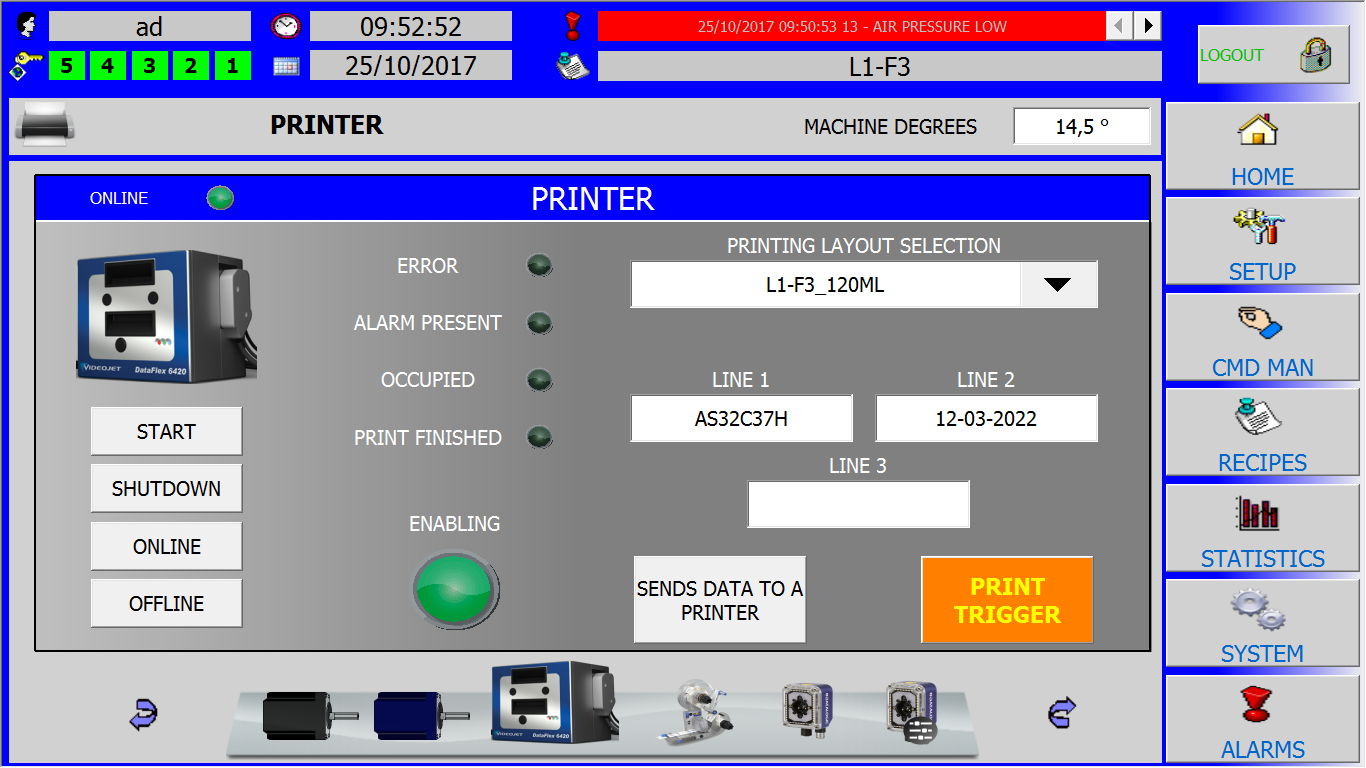 ad
09:52:52
25/10/2017 09:50:53 13 - AIR PRESSURE LOW
5 4 3 2 1
25/10/2017
L1-F3
LOGOUT
PRINTER
MACHINE DEGREES
14,5 °
HOME
SETUP
CMD MAN
RECIPES
STATISTICS
SYSTEM
ALARMS
ONLINE
PRINTER
VIDEOJET DataFlex 6420
START
SHUTDOWN
ONLINE
OFFLINE
ERROR
ALARM PRESENT
OCCUPIED
PRINT FINISHED
ENABLING
PRINTING LAYOUT SELECTION
L1-F3_120ML
LINE 1
LINE 2
AS32C37H
12-03-2022
LINE 3
SENDS DATA TO A
PRINTER
PRINT
TRIGGER
VIDEOJET DataFlex 6420